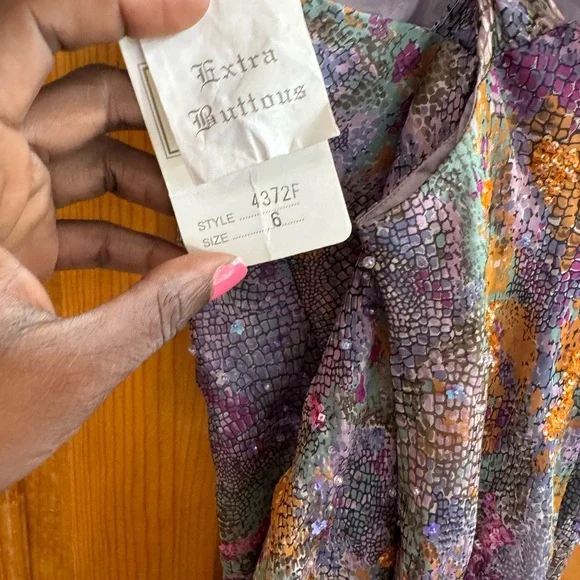 Extra
Buttons
STYLE ............... 4372F
SIZE ............... 6 ........